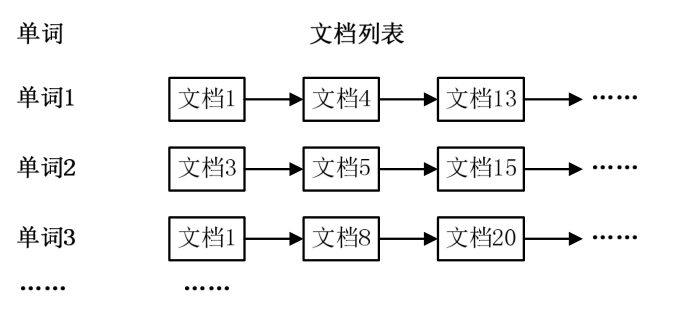 单词 文档列表
单词1 文档1 文档4 文档13 ……
单词2 文档3 文档5 文档15 ……
单词3 文档1 文档8 文档20 ……
…… ……